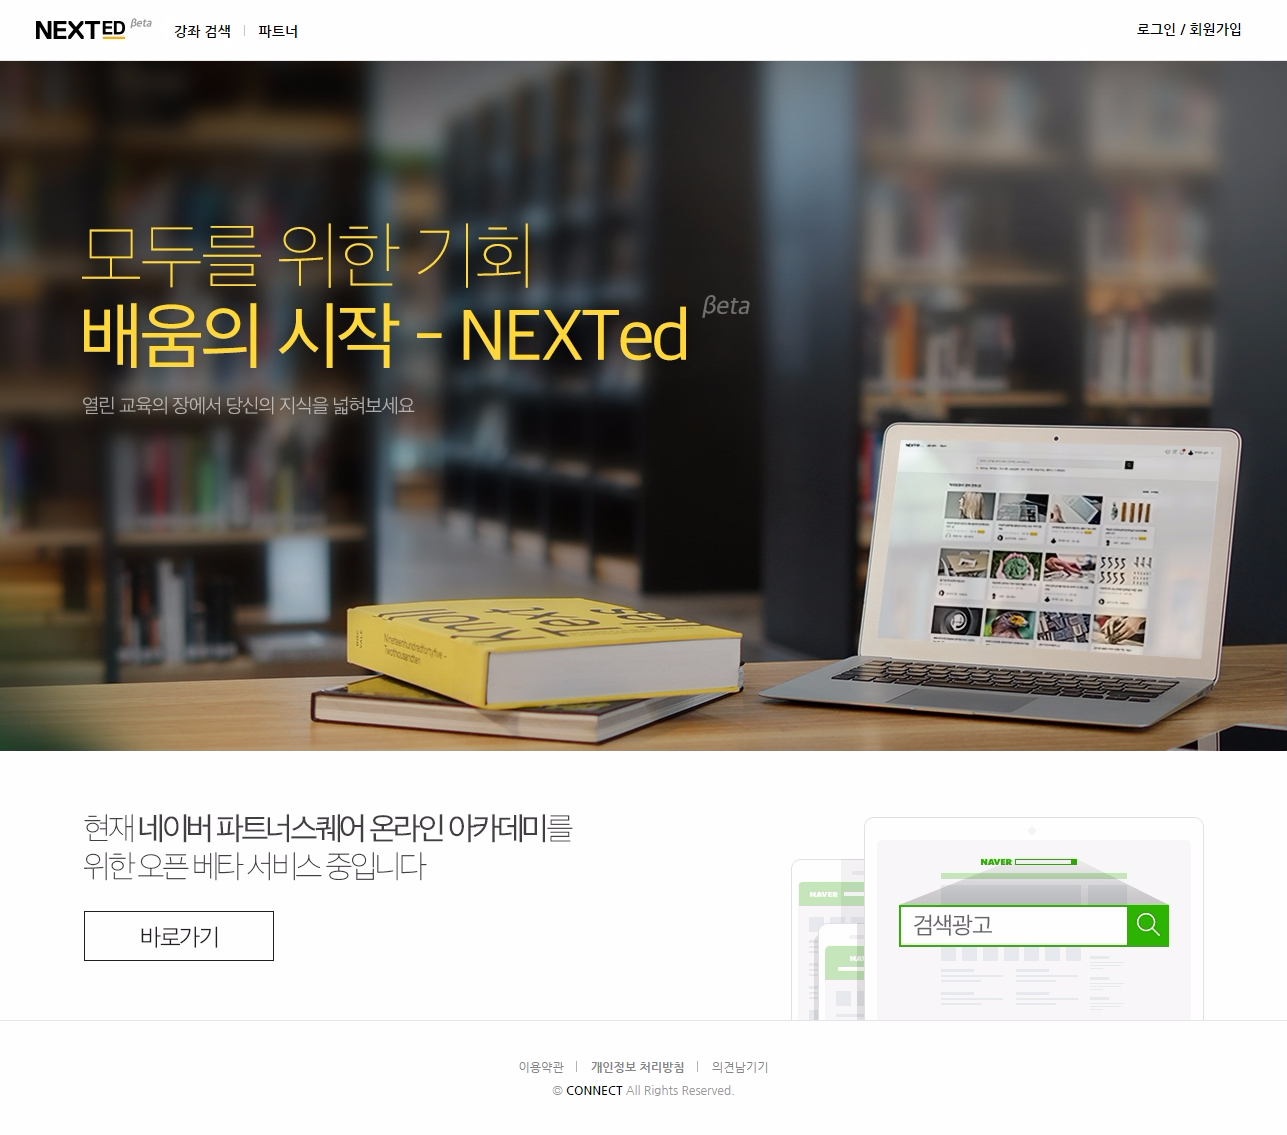 NEXTED βeta
강좌 검색 파트너
로그인 / 회원가입
모두를 위한 기회
배움의 시작 - NEXTed βeta
열린 교육의 장에서 당신의 지식을 넓혀보세요
Nineteenhundredfortyfive –
Twothousandten
현재 네이버 파트너스퀘어 온라인 아카데미를
위한 오픈 베타 서비스 중입니다
바로가기
NAVER
NAVER
검색광고
이용약관 개인정보 처리방침 의견남기기
© CONNECT All Rights Reserved.